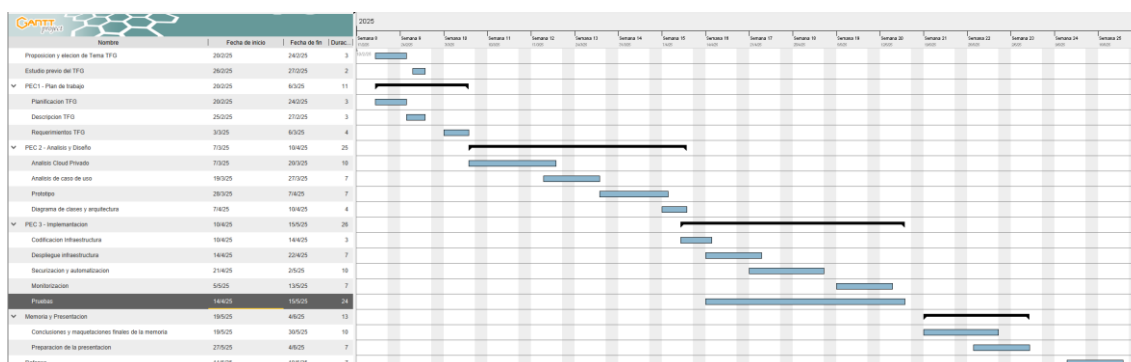 GANTT project
2025
Nombre Fecha de inicio Fecha de fin Durac...
Semana 9 Semana 10 Semana 11 Semana 12 Semana 13 Semana 14 Semana 15 Semana 16 Semana 17 Semana 19 Semana 20 Semana 21 Semana 22 Semana 23 Semana 24 Semana 25
Proposicion y eleccion de Tema TFG 20/2/25 24/2/25 3
Estudio previo del TFG 26/2/25 27/2/25 2
PEC1 - Plan de trabajo 20/2/25 6/3/25 11
Planificacion TFG 20/2/25 24/2/25 3
Descripcion TFG 25/2/25 27/2/25 3
Requerimientos TFG 3/3/25 6/3/25 4
PEC 2 - Analisis y Diseño 7/3/25 10/4/25 25
Analisis Cloud Privado 7/3/25 20/3/25 10
Analisis de caso de uso 19/3/25 27/3/25 7
Prototipo 28/3/25 7/4/25 7
Diagrama de clases y arquitectura 7/4/25 10/4/25 4
PEC 3 - Implementacion 10/4/25 15/5/25 26
Codificacion Infraestructura 10/4/25 14/4/25 3
Despliegue infraestructura 14/4/25 22/4/25 7
Securizacion y automatizacion 21/4/25 2/5/25 10
Monitorizacion 5/5/25 13/5/25 7
Pruebas 14/4/25 15/5/25 24
Memoria y Presentacion 19/5/25 4/6/25 13
Conclusiones y maquetaciones finales de la memoria 19/5/25 30/5/25 10
Preparacion de la presentacion 27/5/25 4/6/25 7